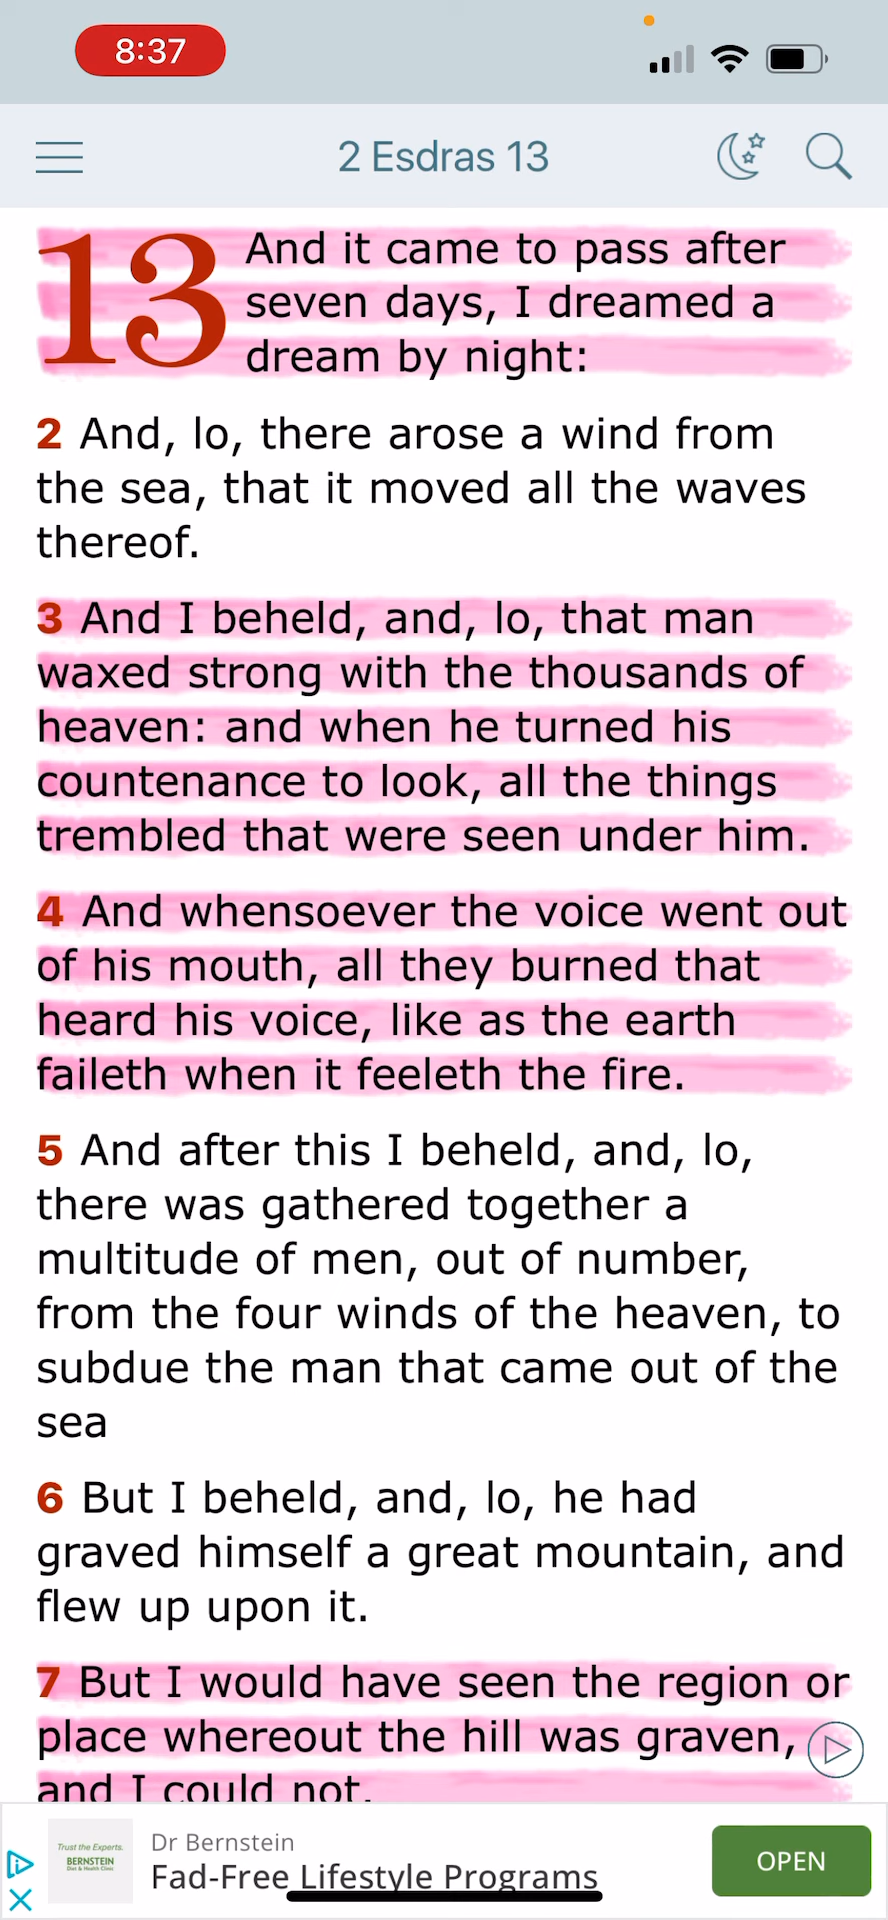 8:37
2 Esdras 13
13 And it came to pass after
seven days, I dreamed a
dream by night:
2 And, lo, there arose a wind from
the sea, that it moved all the waves
thereof.
3 And I beheld, and, lo, that man
waxed strong with the thousands of
heaven: and when he turned his
countenance to look, all the things
trembled that were seen under him.
4 And whensoever the voice went out
of his mouth, all they burned that
heard his voice, like as the earth
faileth when it feeleth the fire.
5 And after this I beheld, and, lo,
there was gathered together a
multitude of men, out of number,
from the four winds of the heaven, to
subdue the man that came out of the
sea
6 But I beheld, and, lo, he had
graved himself a great mountain, and
flew up upon it.
7 But I would have seen the region or
place whereout the hill was graven,
and I could not.
Trust the Experts.
BERNSTEIN
Diet & Health Clinic
Dr Bernstein
Fad-Free Lifestyle Programs
OPEN